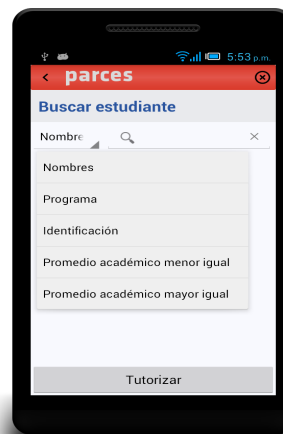 5:53 p.m.
parces
Buscar estudiante
Nombre
Nombres
Programa
Identificación
Promedio académico menor igual
Promedio académico mayor igual
Tutorizar